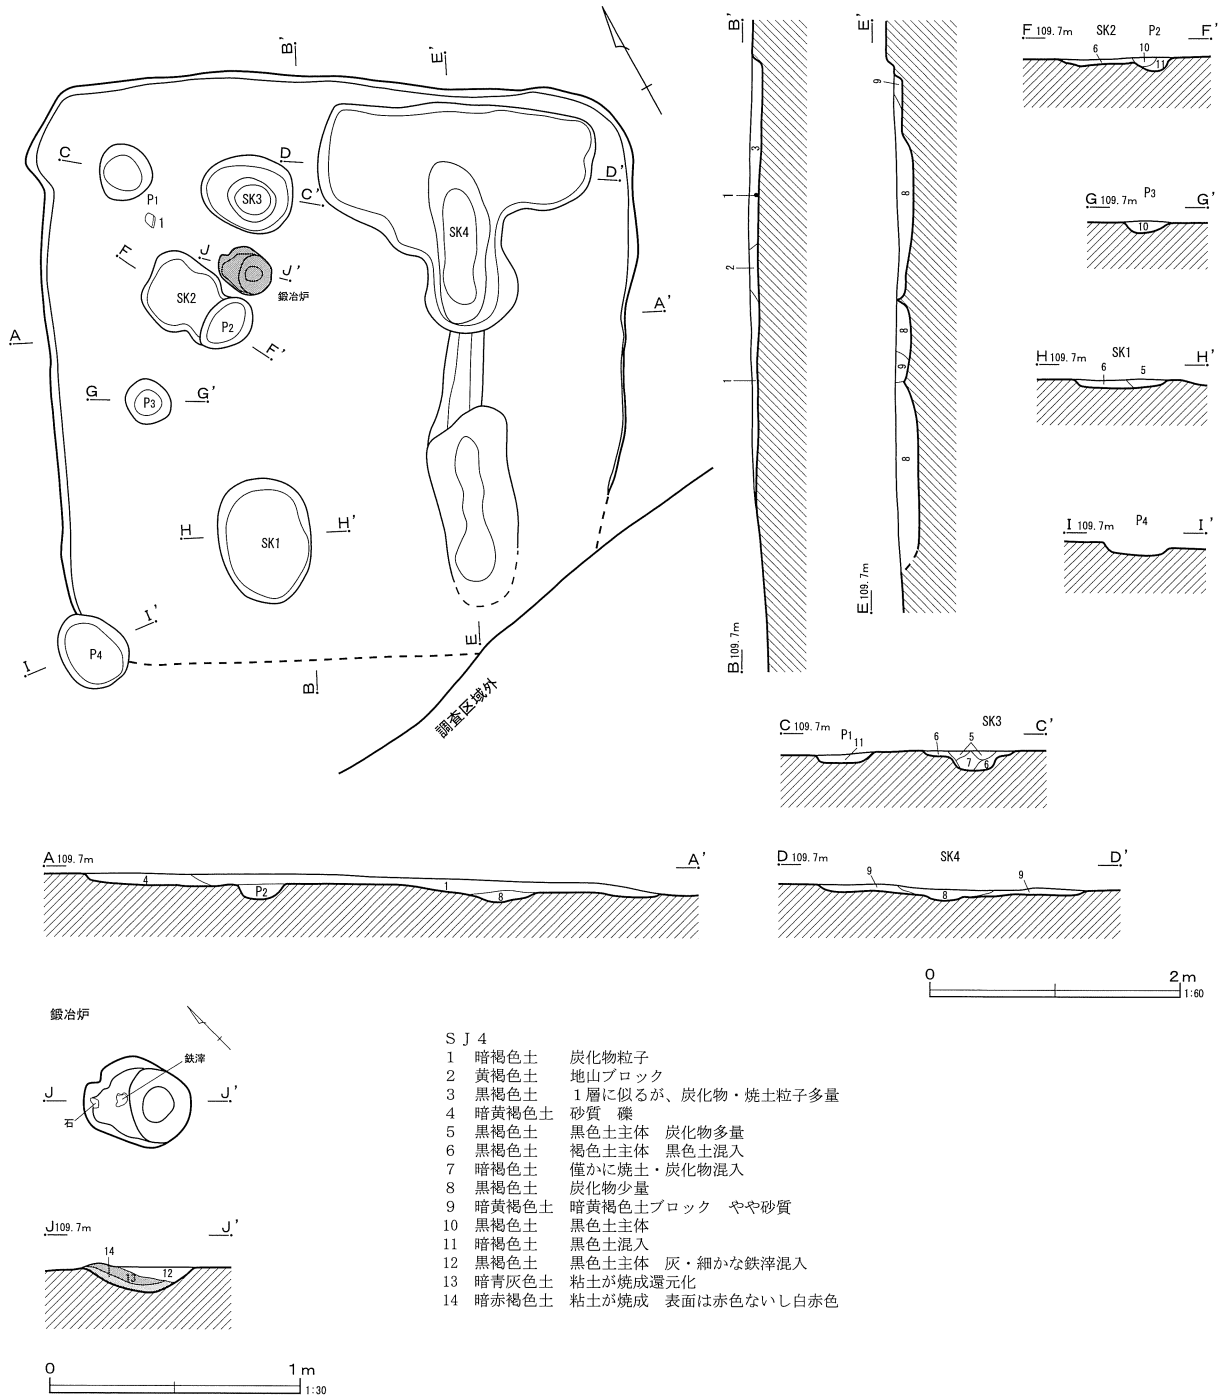 B'
E'
C
D
P1
1
SK3
C'
D'
SK4
F
J
J'
鍛冶炉
SK2
P2
F'
A
A'
G
P3
G'
H
SK1
H'
I
I'
P4
E
B
調査区域外
B'
3
1
2
1
B 109.7m
E'
9
8
8
9
8
E 109.7m
F 109.7m SK2 P2 F'
6 10 11
G 109.7m P3 G'
10
H 109.7m SK1 H'
6 5
I 109.7m P4 I'
C 109.7m P1 11 SK3 C'
6 5 7 6
A 109.7m A'
4 P2 1 8
D 109.7m SK4 D'
9 8 9
0 2m
1:60
鍛冶炉
鉄滓
J J'
石
J 109.7m J'
14 13 12
0 1m
1:30
ＳＪ４
1 暗褐色土 炭化物粒子
2 黄褐色土 地山ブロック
3 黒褐色土 １層に似るが、炭化物・焼土粒子多量
4 暗黄褐色土 砂質 礫
5 黒褐色土 黒色土主体 炭化物多量
6 黒褐色土 褐色土主体 黒色土混入
7 暗褐色土 僅かに焼土・炭化物混入
8 黒褐色土 炭化物少量
9 暗黄褐色土 暗黄褐色土ブロック やや砂質
10 黒褐色土 黒色土主体
11 暗褐色土 黒色土混入
12 黒褐色土 黒色土主体 灰・細かな鉄滓混入
13 暗青灰色土 粘土が焼成還元化
14 暗赤褐色土 粘土が焼成 表面は赤色ないし白赤色